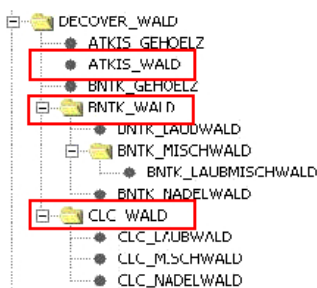 DECOVER_WALD
ATKIS_GEHOELZ
ATKIS_WALD
BNTK_GEHOELZ
BNTK_WALD
BNTK_LAUBWALD
BNTK_MISCHWALD
BNTK_LAUBMISCHWALD
BNTK_NADELWALD
CLC_WALD
CLC_LAUBWALD
CLC_MISCHWALD
CLC_NADELWALD